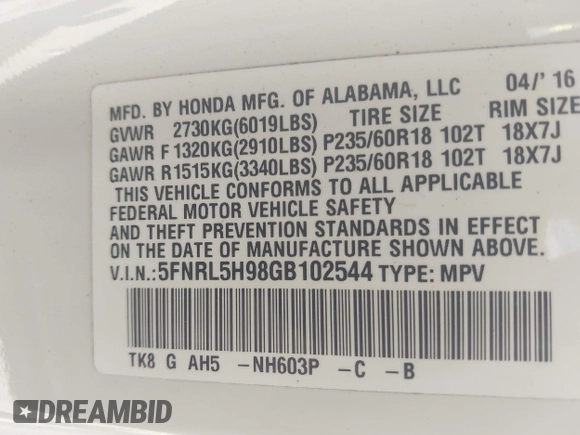 MFD. BY HONDA MFG. OF ALABAMA, LLC 04/' 16
GVWR 2730KG(6019LBS) TIRE SIZE RIM SIZE
GAWR F1320KG(2910LBS) P235/60R18 102T 18X7J
GAWR R1515KG(3340LBS) P235/60R18 102T 18X7J
THIS VEHICLE CONFORMS TO ALL APPLICABLE
FEDERAL MOTOR VEHICLE SAFETY
AND THEFT PREVENTION STANDARDS IN EFFECT
ON THE DATE OF MANUFACTURE SHOWN ABOVE.
V.I.N.: 5FNRL5H98GB102544 TYPE: MPV
TK8 G AH5 -NH603P -C -B
DREAMBID